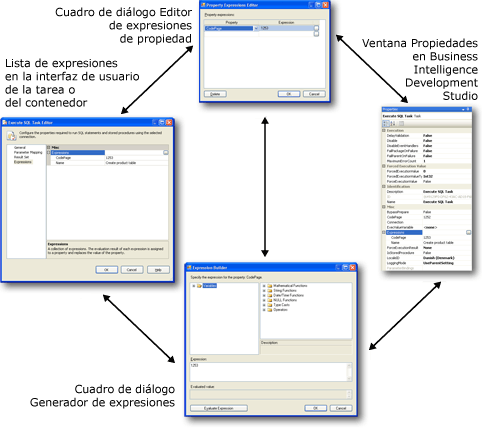 Cuadro de diálogo Editor
de expresiones
de propiedad
Property Expressions Editor
Property expressions:
Property Expression
CodePage 1252
Delete OK Cancel
Ventana Propiedades
en Business
Intelligence
Development
Studio
Lista de expresiones
en la interfaz de usuario
de la tarea o
del contenedor
Execute SQL Task Editor
Configure the properties required to run SQL statements and stored procedures using the selected
connection.
General
Parameter Mapping
Result Set
Expressions
Misc
Expressions
CodePage 1252
Name Create product table
Expressions
A collection of expressions. The evaluation result of each expression is assigned
to a property and replaces the value of the property.
OK Cancel Help
Properties
Execute SQL Task Task
Execution
DelayValidation False
Disable False
DisableEventHandlers False
FailPackageOnFailure False
FailParentOnFailure False
MaximumErrorCount 1
Forced Execution Value
ForcedExecutionValue 0
ForcedExecutionValueTy Int32
ForceExecutionValue False
Identification
Description Execute SQL Task
ID
Name Execute SQL Task
Misc
BypassPrepare False
CodePage 1252
Connection
ExecValueVariable <none>
Expressions
CodePage 1252
Name Create product table
ForceExecutionResult None
IsStoredProcedure False
LocaleID Danish (Denmark)
LoggingMode UseParentSetting
Expression Builder
Specify the expression for the property: CodePage.
Variables
Mathematical Functions
String Functions
Date/Time Functions
NULL Functions
Type Casts
Operators
Description:
Expression:
1252
Evaluated value:
Evaluate Expression OK Cancel
Cuadro de diálogo
Generador de expresiones